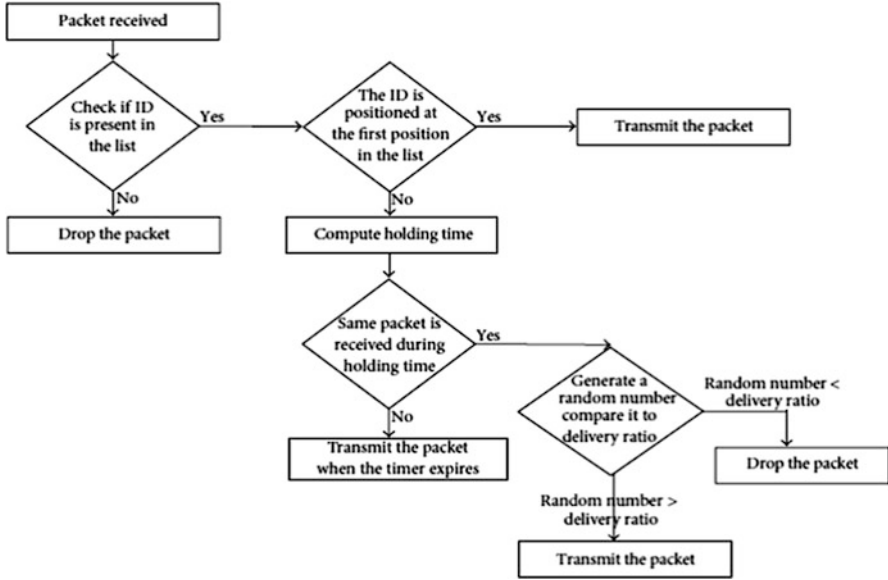 Packet received
Check if ID
is present in
the list
Yes
The ID is
positioned at
the first position
in the list
Yes
Transmit the packet
No
Drop the packet
No
Compute holding time
Same packet is
received during
holding time
Yes
Generate a
random number
compare it to
delivery ratio
Random number <
delivery ratio
Drop the packet
No
Transmit the packet
when the timer expires
Random number >
delivery ratio
Transmit the packet